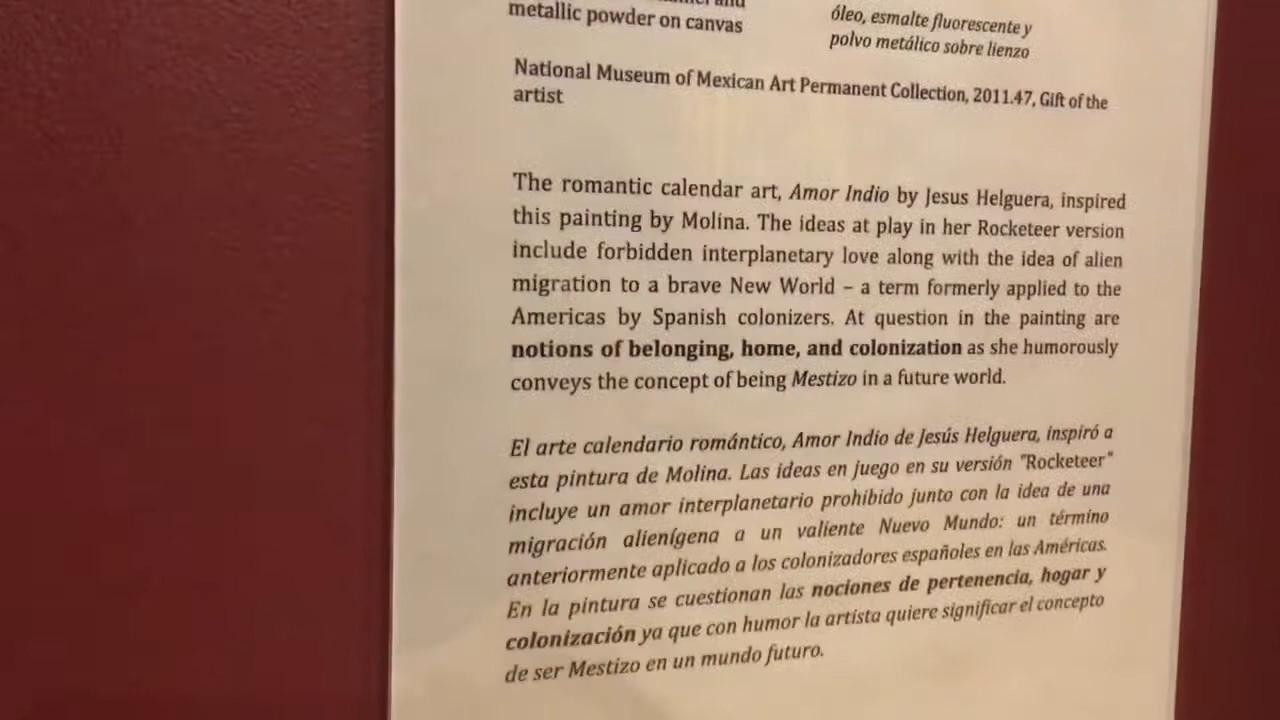 and
metallic powder on canvas
óleo, esmalte fluorescente y
polvo metálico sobre lienzo
National Museum of Mexican Art Permanent Collection, 2011.47, Gift of the
artist
The romantic calendar art, Amor Indio by Jesus Helguera, inspired
this painting by Molina. The ideas at play in her Rocketeer version
include forbidden interplanetary love along with the idea of alien
migration to a brave New World – a term formerly applied to the
Americas by Spanish colonizers. At question in the painting are
notions of belonging, home, and colonization as she humorously
conveys the concept of being Mestizo in a future world.
El arte calendario romántico, Amor Indio de Jesús Helguera, inspiró a
esta pintura de Molina. Las ideas en juego en su versión "Rocketeer"
incluye un amor interplanetario prohibido junto con la idea de una
migración alienígena a un valiente Nuevo Mundo: un término
anteriormente aplicado a los colonizadores españoles en las Américas.
En la pintura se cuestionan las nociones de pertenencia, hogar y
colonización ya que con humor la artista quiere significar el concepto
de ser Mestizo en un mundo futuro.